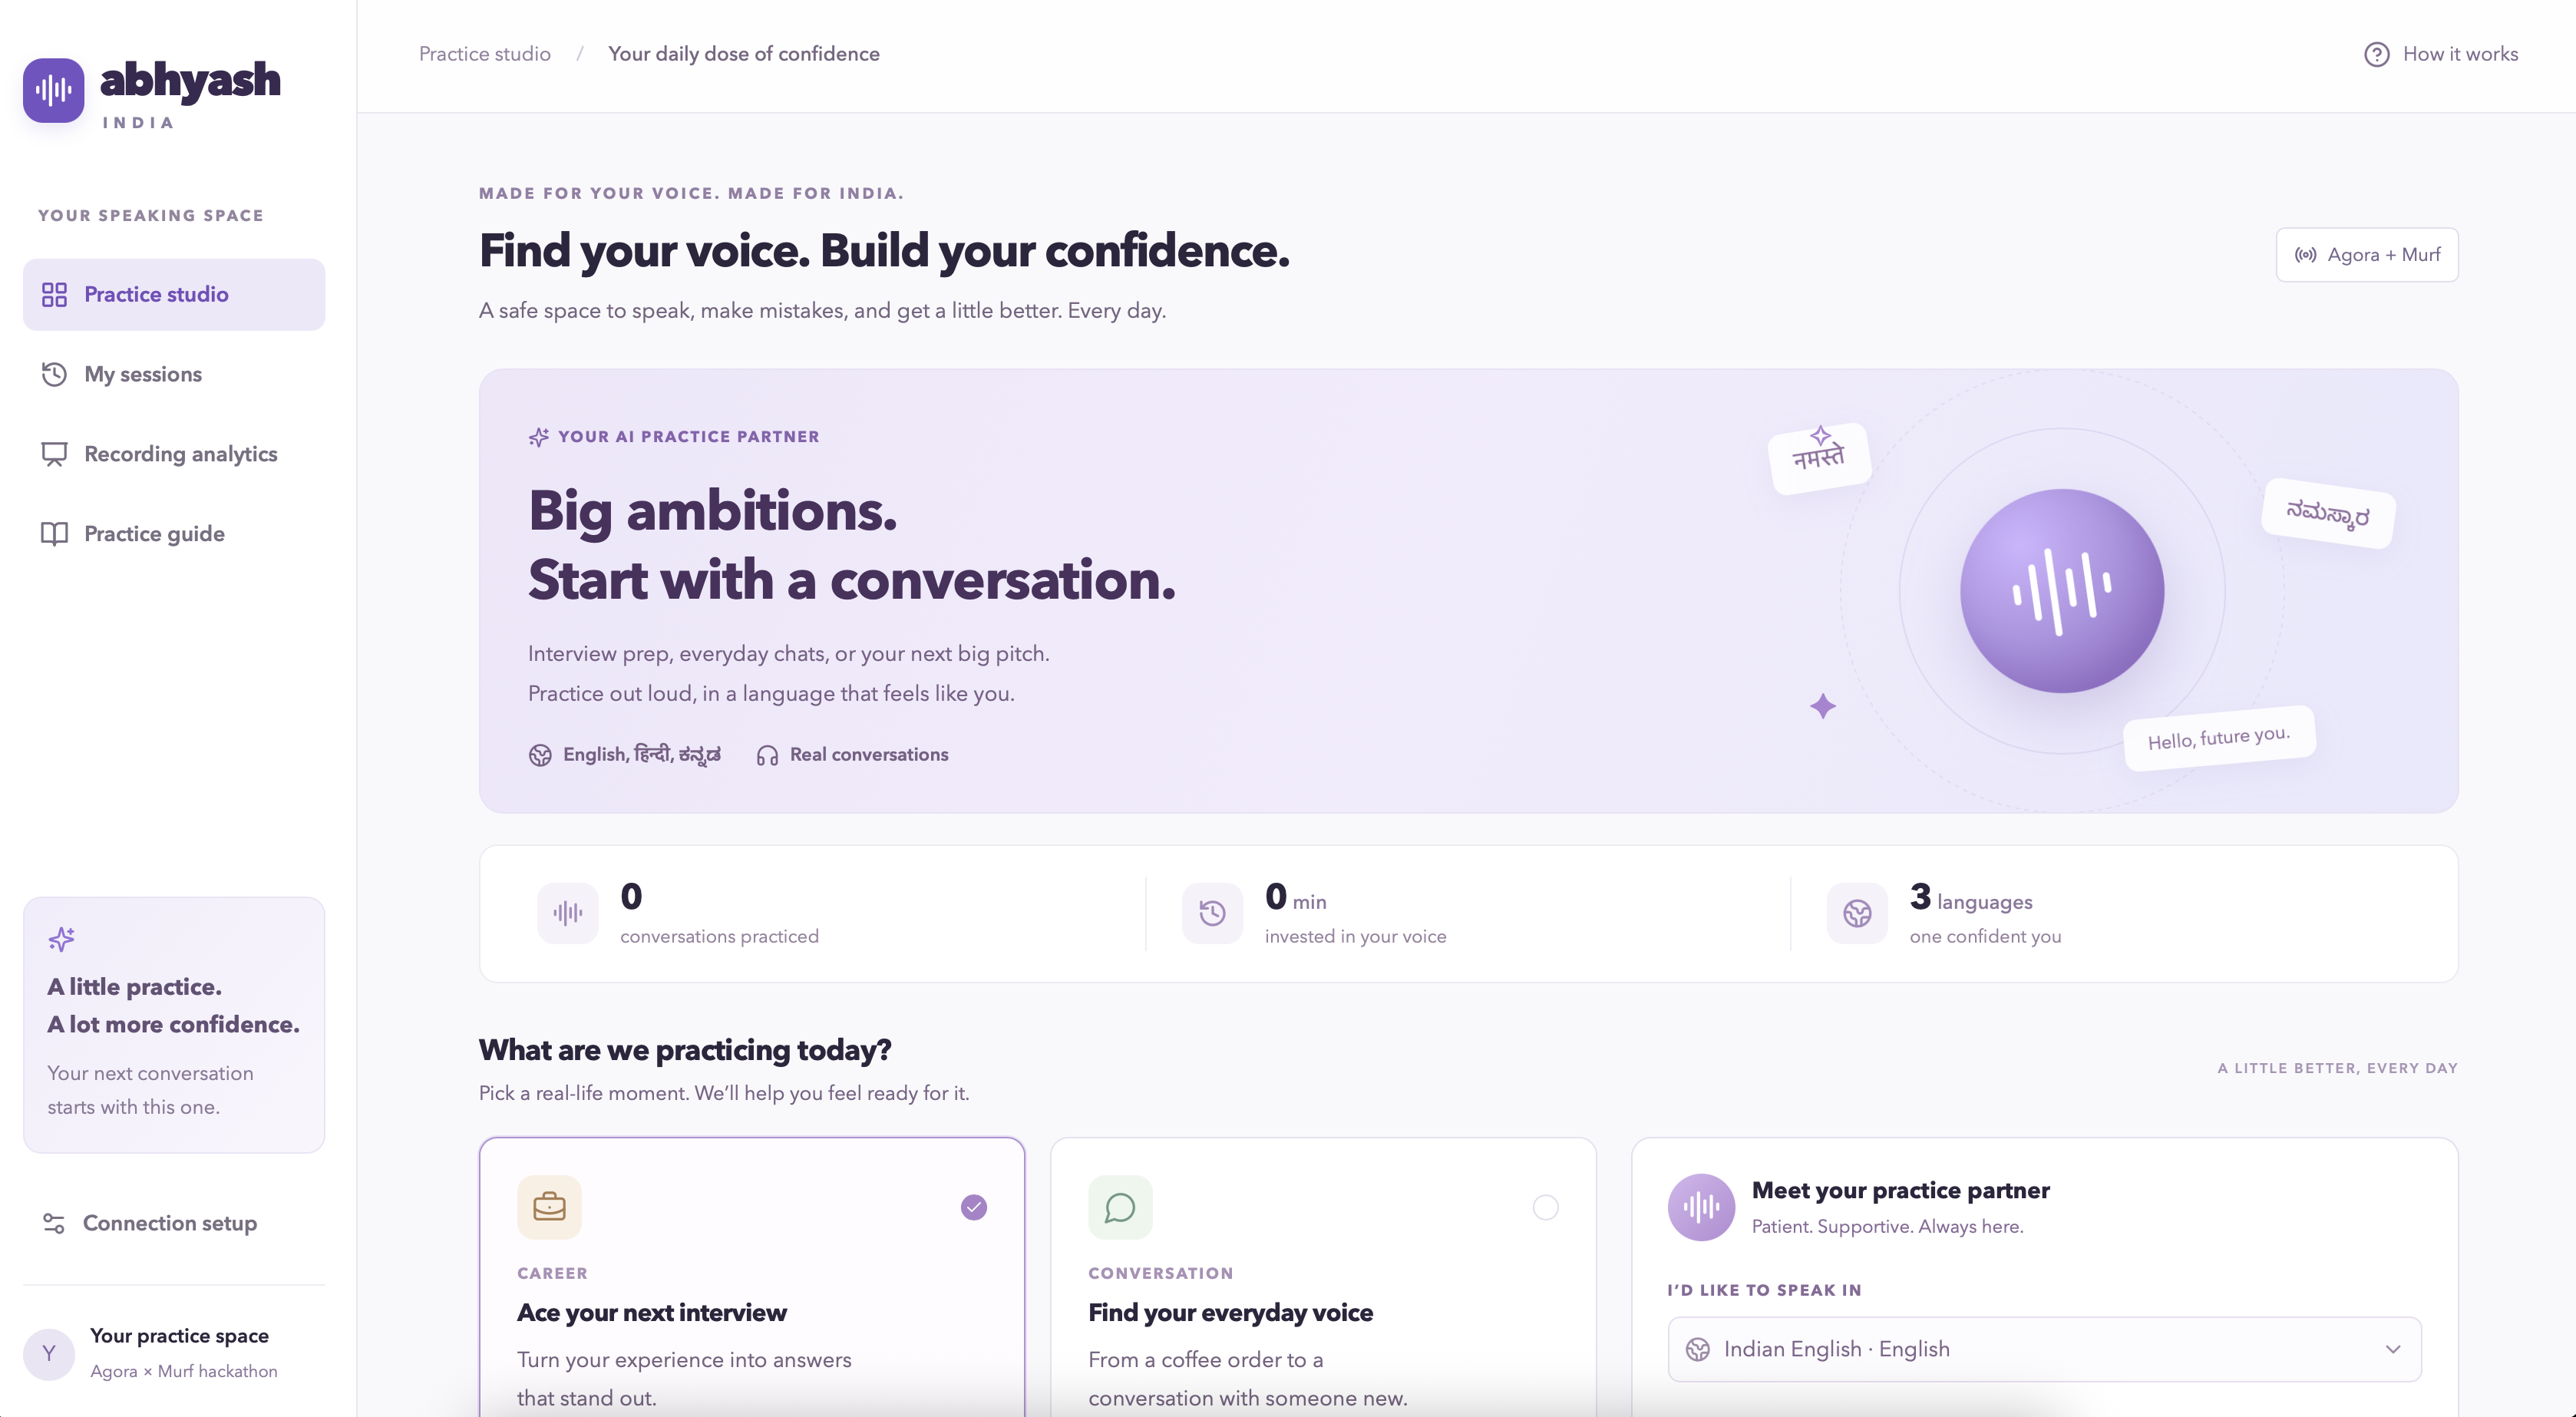 abhyash
INDIA
YOUR SPEAKING SPACE
Practice studio
My sessions
Recording analytics
Practice guide
A little practice.
A lot more confidence.
Your next conversation
starts with this one.
Connection setup
Y
Your practice space
Agora × Murf hackathon
Practice studio / Your daily dose of confidence
How it works
MADE FOR YOUR VOICE. MADE FOR INDIA.
Find your voice. Build your confidence.
A safe space to speak, make mistakes, and get a little better. Every day.
Agora + Murf
YOUR AI PRACTICE PARTNER
Big ambitions.
Start with a conversation.
Interview prep, everyday chats, or your next big pitch.
Practice out loud, in a language that feels like you.
English, हिन्दी, ಕನ್ನಡ
Real conversations
नमस्ते
ನಮಸ್ಕಾರ
Hello, future you.
0
conversations practiced
0 min
invested in your voice
3 languages
one confident you
What are we practicing today?
Pick a real-life moment. We’ll help you feel ready for it.
A LITTLE BETTER, EVERY DAY
CAREER
Ace your next interview
Turn your experience into answers
that stand out.
CONVERSATION
Find your everyday voice
From a coffee order to a
conversation with someone new.
Meet your practice partner
Patient. Supportive. Always here.
I’D LIKE TO SPEAK IN
Indian English · English